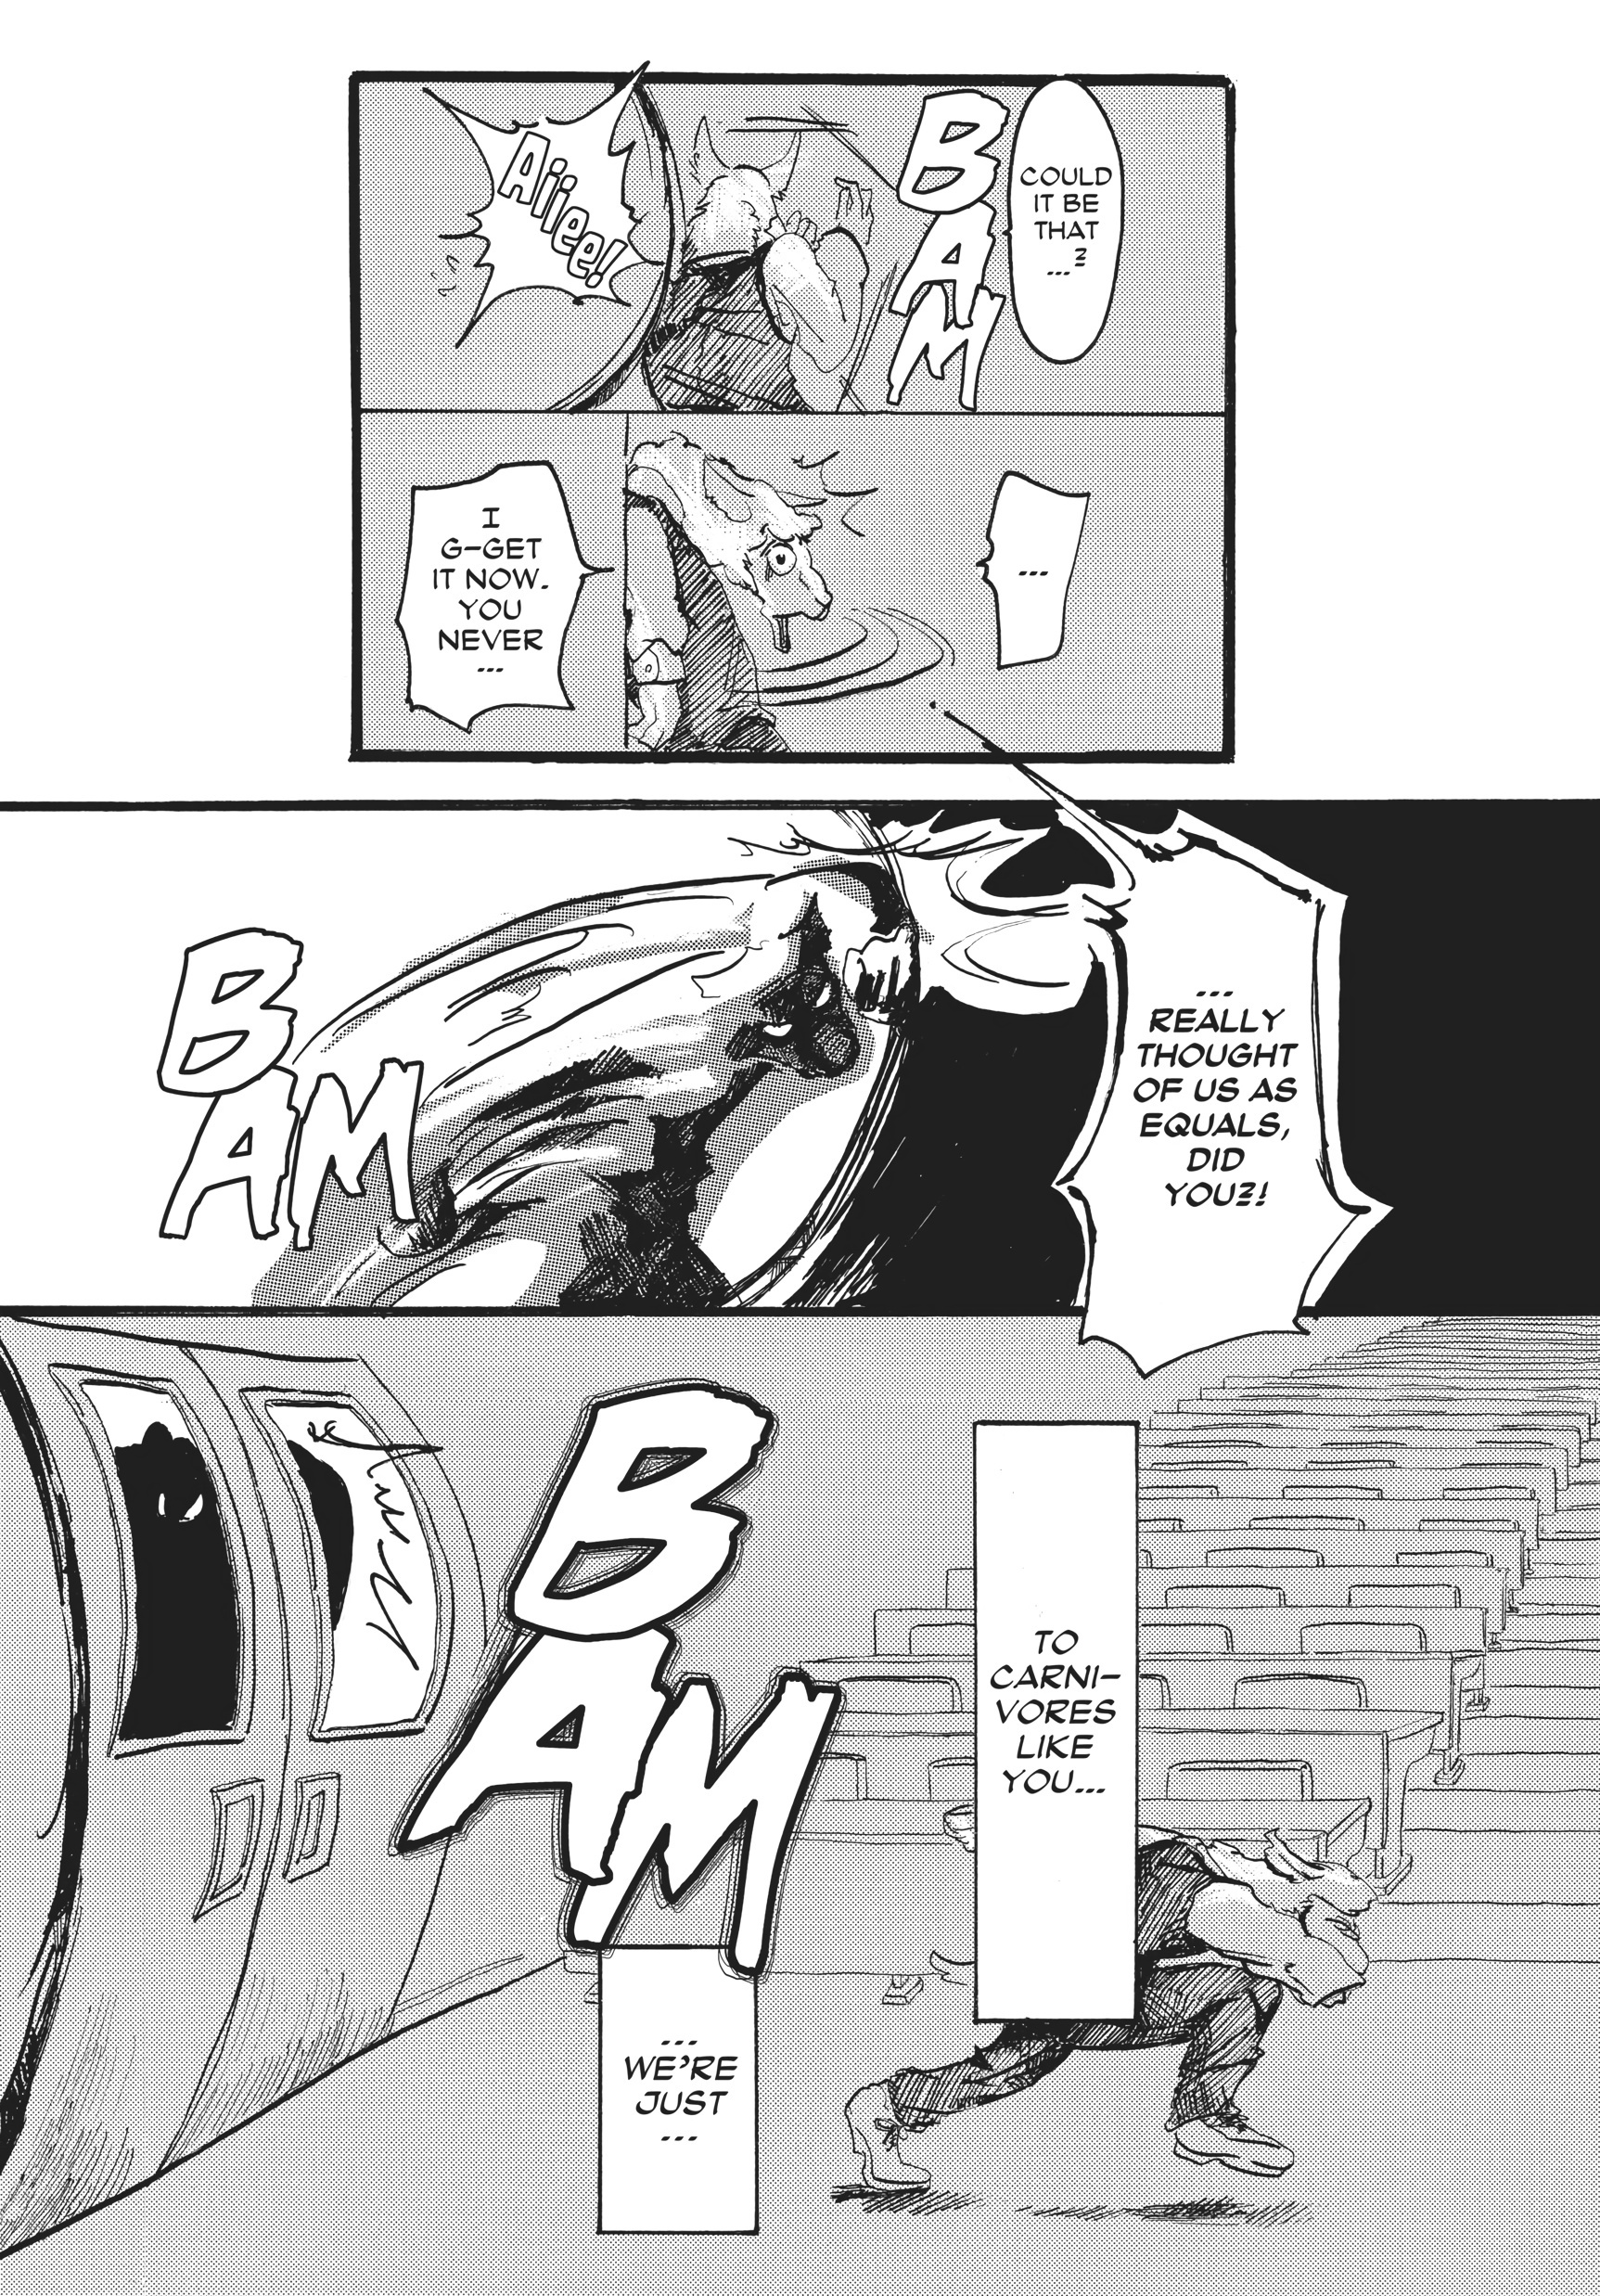 COULD
IT BE
THAT
...?
BAM
Aiiee!
...
I
G-GET
IT NOW.
YOU
NEVER
...
...
REALLY
THOUGHT
OF US AS
EQUALS,
DID
YOU?!
BAM
TO
CARNI-
VORES
LIKE
YOU...
BAM
...
WE'RE
JUST
...